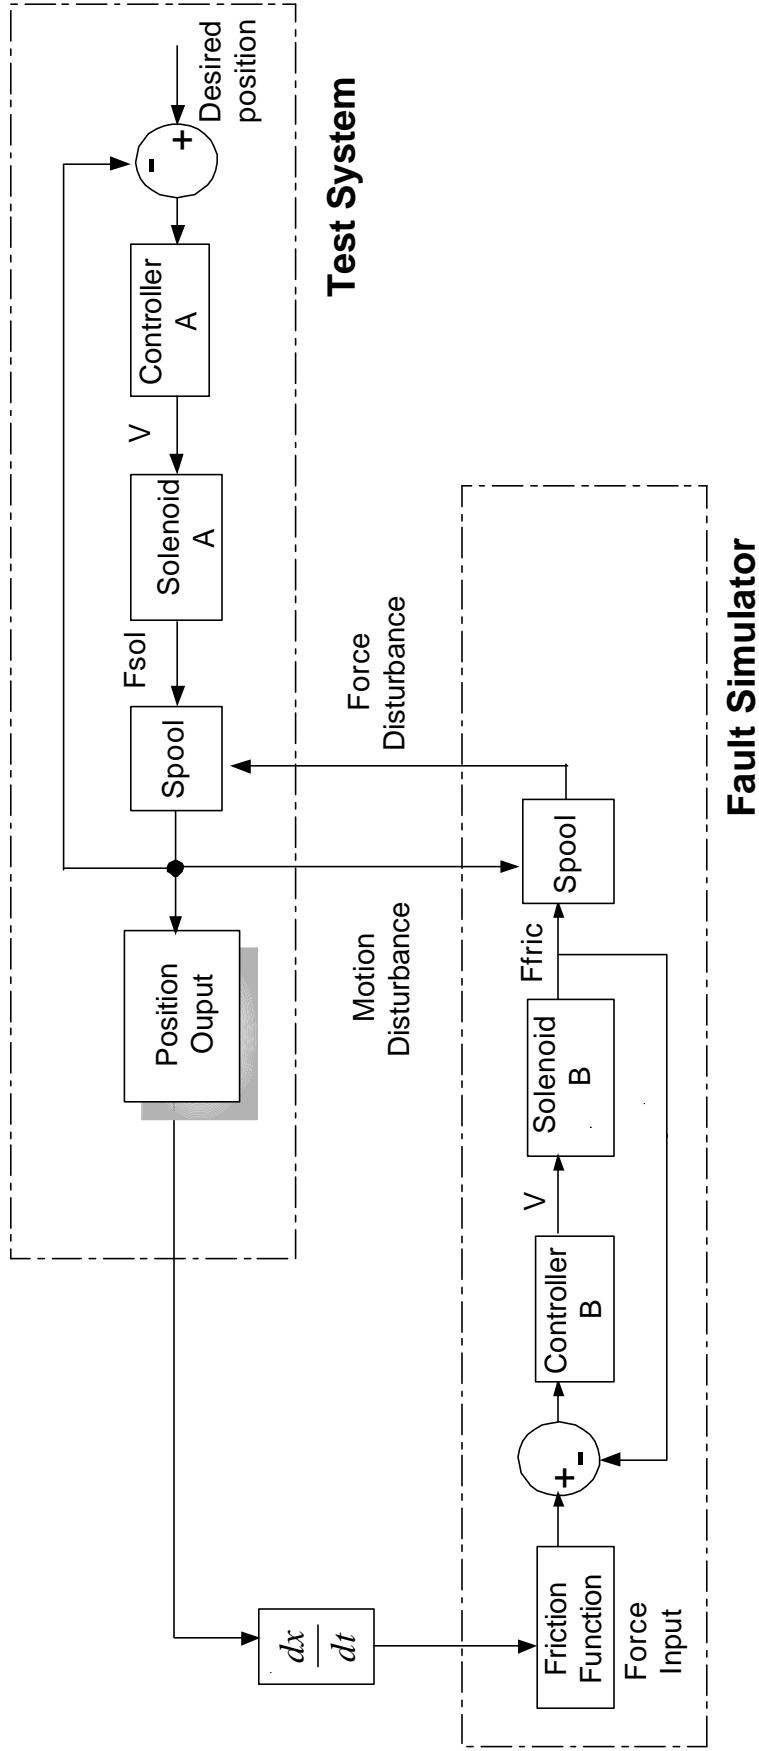 Desired
position
+
-
Controller
A
V
Solenoid
A
Fsol
Spool
Position
Ouput
Test System
Force
Disturbance
Motion
Disturbance
dx
dt
Friction
Function
Force
Input
+
-
Controller
B
V
Solenoid
B
Ffric
Spool
Fault Simulator